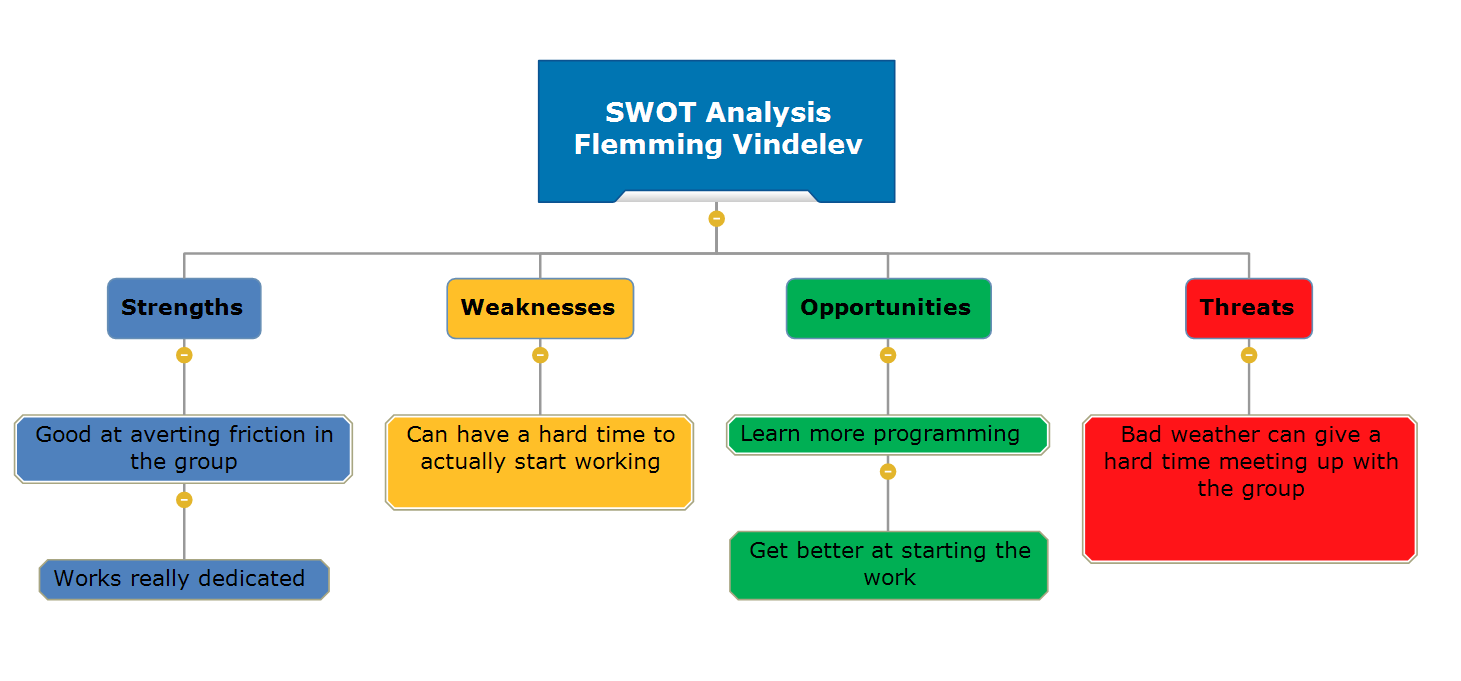 SWOT Analysis
Flemming Vindelev
Strengths
Weaknesses
Opportunities
Threats
Good at averting friction in
the group
Works really dedicated
Can have a hard time to
actually start working
Learn more programming
Get better at starting the
work
Bad weather can give a
hard time meeting up with
the group